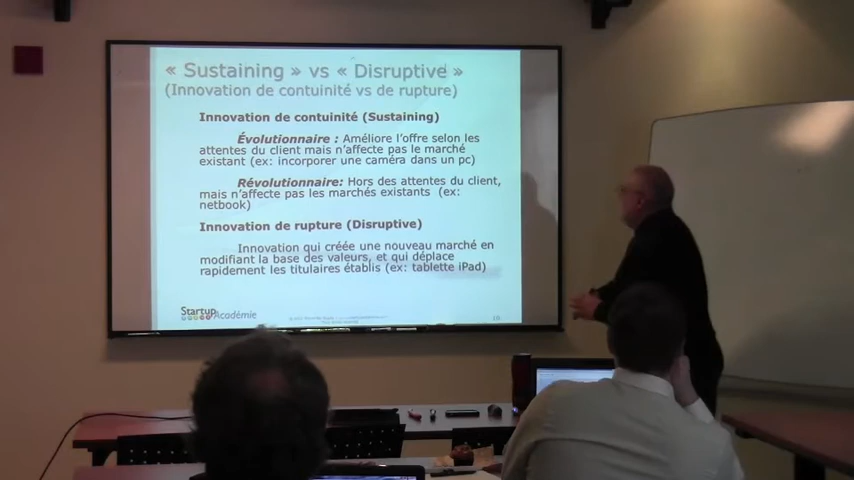 « Sustaining » vs « Disruptive »
(Innovation de contuinité vs de rupture)
Innovation de contuinité (Sustaining)
Évolutionnaire : Améliore l'offre selon les
attentes du client mais n'affecte pas le marché
existant (ex: incorporer une caméra dans un pc)
Révolutionnaire: Hors des attentes du client,
mais n'affecte pas les marchés existants (ex:
netbook)
Innovation de rupture (Disruptive)
Innovation qui créée une nouveau marché en
modifiant la base des valeurs, et qui déplace
rapidement les titulaires établis (ex: tablette iPad)
Startup Académie